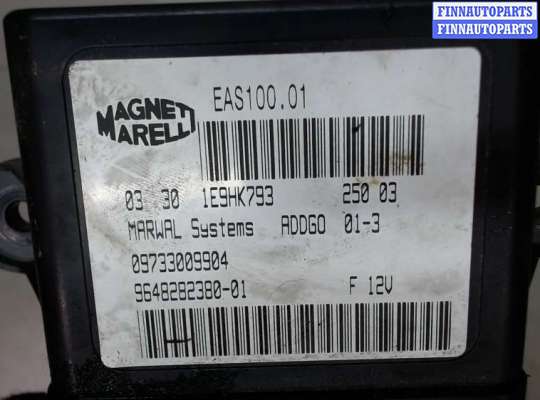 FINNAUTOPARTS
FINNAUTOPARTS
MAGNETI
MARELLI
EAS100.01
03 30 1E9HK793 250 03
MARWAL Systems ADDGO 01-3
09733009904
9648282380-01 F 12V